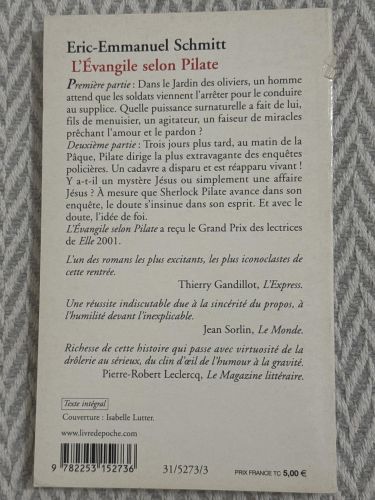 Eric-Emmanuel Schmitt
L'Évangile selon Pilate
Première partie : Dans le Jardin des oliviers, un homme
attend que les soldats viennent l'arrêter pour le conduire
au supplice. Quelle puissance surnaturelle a fait de lui,
fils de menuisier, un agitateur, un faiseur de miracles
prêchant l'amour et le pardon ?
Deuxième partie : Trois jours plus tard, au matin de la
Pâque, Pilate dirige la plus extravagante des enquêtes
policières. Un cadavre a disparu et est réapparu vivant !
Y a-t-il un mystère Jésus ou simplement une affaire
Jésus ? À mesure que Sherlock Pilate avance dans son
enquête, le doute s'insinue dans son esprit. Et avec
le doute, l'idée de foi.
L'Évangile selon Pilate a reçu le Grand Prix des lectrices
de Elle 2001.
L'un des romans les plus excitants, les plus iconoclastes de
cette rentrée.
Thierry Gandillot, L'Express.
Une réussite indiscutable due à la sincérité du propos, à
l'humilité devant l'inexplicable.
Jean Sorlin, Le Monde.
Richesse de cette histoire qui passe avec virtuosité de la
drôlerie au sérieux, du clin d'œil de l'humour à la gravité.
Pierre-Robert Leclercq, Le Magazine littéraire.
Texte intégral
Couverture : Isabelle Lutter.
www.livredepoche.com
9 782253 152736
31/5273/3
PRIX FRANCE TC 5,00 €